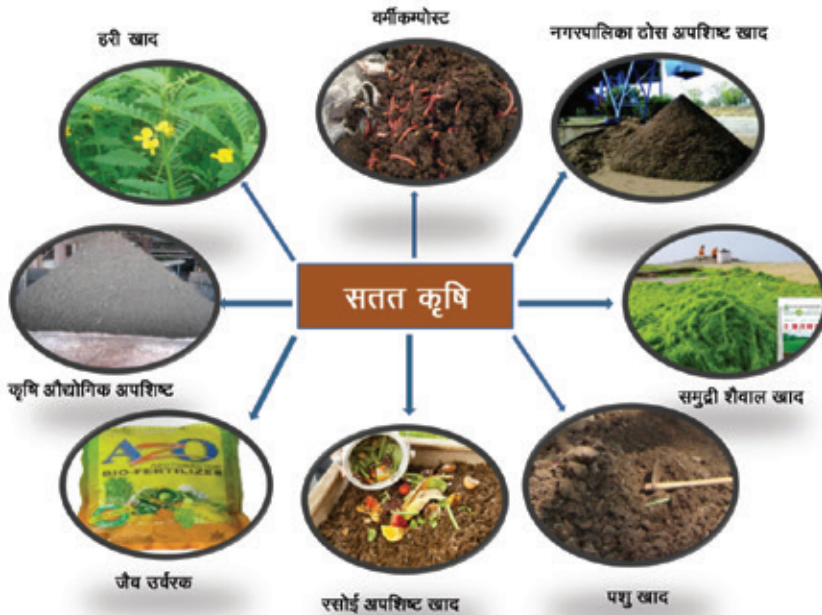 हरी खाद
वर्मीकम्पोस्ट
नगरपालिका ठोस अपशिष्ट खाद
सतत कृषि
कृषि औद्योगिक अपशिष्ट
समुद्री शैवाल खाद
AZO
BIO-FERTILIZER
जैव उर्वरक
रसोई अपशिष्ट खाद
पशु खाद